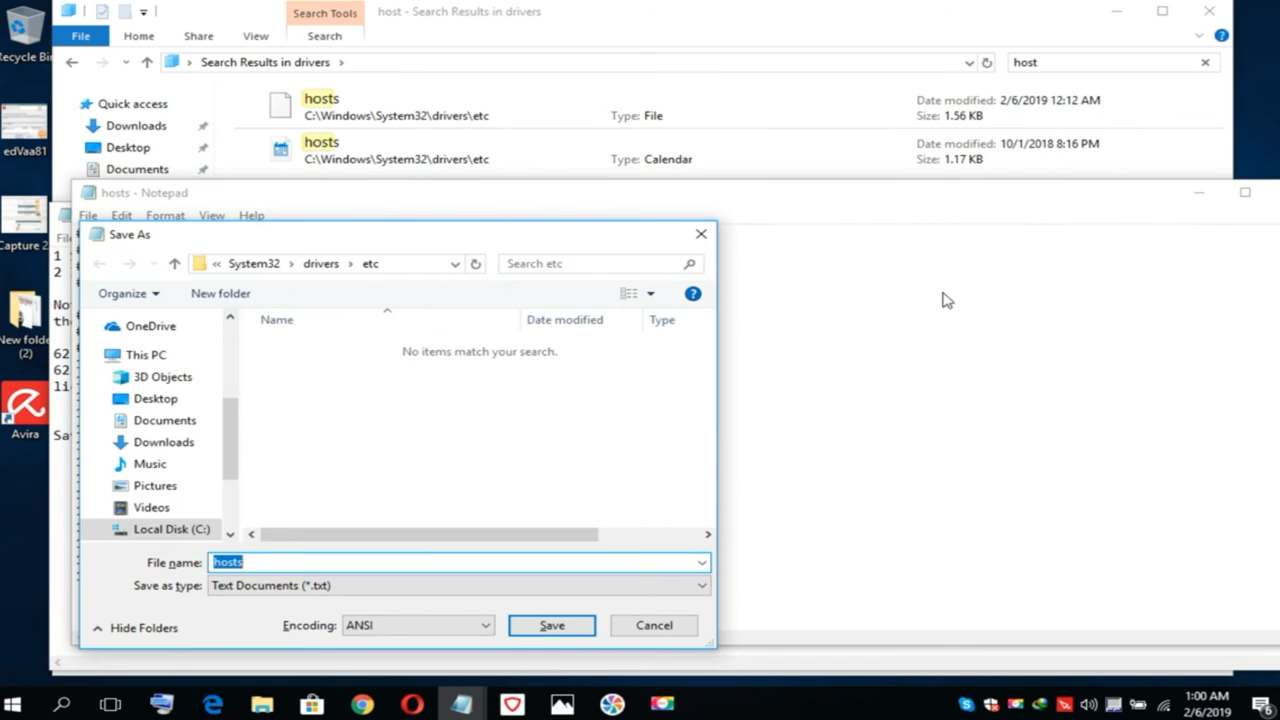 Search Tools
host - Search Results in drivers
File
Home
Share
View
Search
Search Results in drivers
host
Recycle Bin
edVaa81
Capture 2
New folde
(2)
Avira
Quick access
Downloads
Desktop
Documents
hosts
C:\Windows\System32\drivers\etc
Type: File
Date modified: 2/6/2019 12:12 AM
Size: 1.56 KB
hosts
C:\Windows\System32\drivers\etc
Type: Calendar
Date modified: 10/1/2018 8:16 PM
Size: 1.17 KB
hosts - Notepad
File
Edit
Format
View
Help
1
2
62
62
Save As
« System32 › drivers › etc
Search etc
Organize
New folder
OneDrive
This PC
3D Objects
Desktop
Documents
Downloads
Music
Pictures
Videos
Local Disk (C:)
Name
Date modified
Type
No items match your search.
File name:
hosts
Save as type:
Text Documents (*.txt)
Hide Folders
Encoding:
ANSI
Save
Cancel
1:00 AM
2/6/2019
6